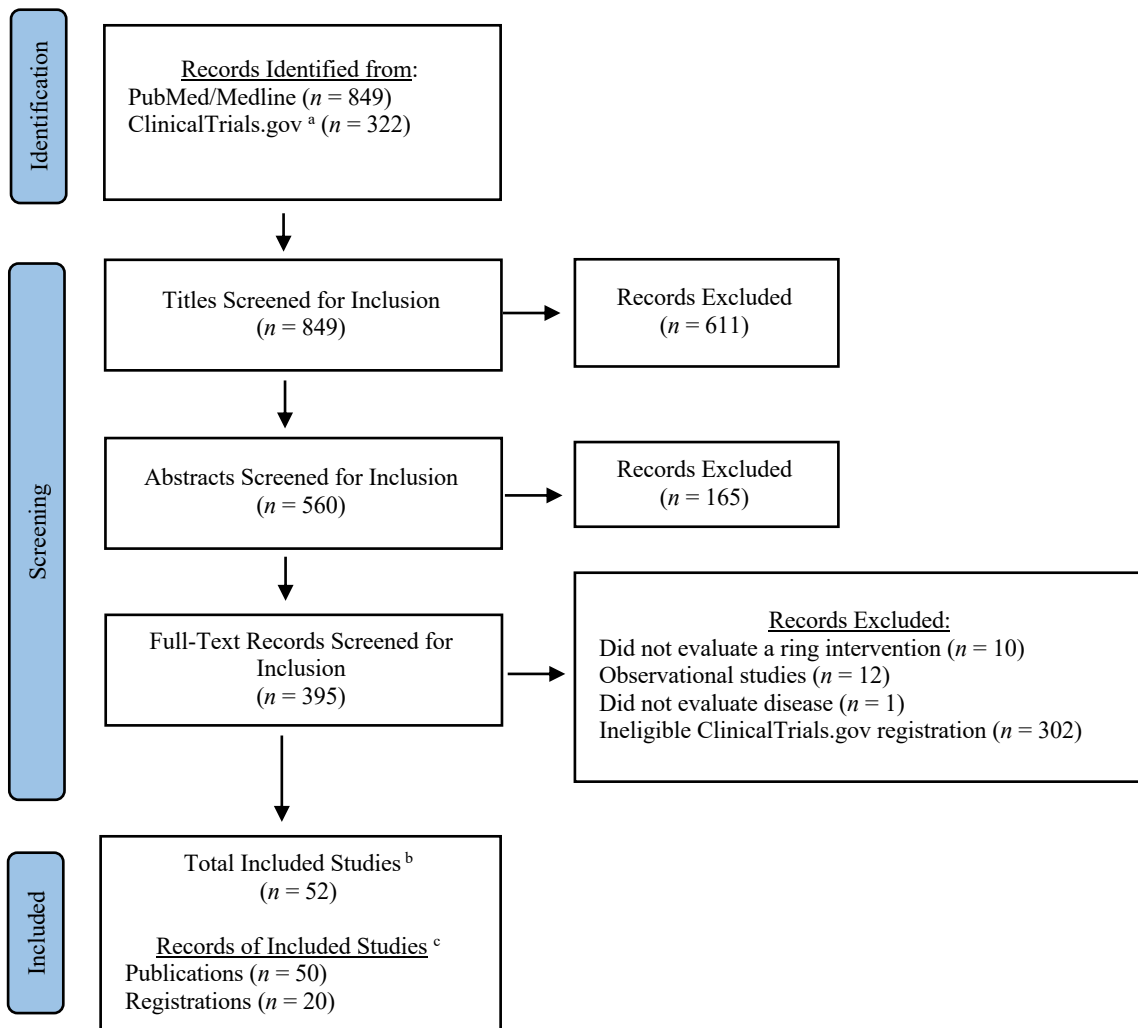 Identification
Records Identified from:
PubMed/Medline (n = 849)
ClinicalTrials.gov a (n = 322)
Screening
Titles Screened for Inclusion
(n = 849)
Records Excluded
(n = 611)
Abstracts Screened for Inclusion
(n = 560)
Records Excluded
(n = 165)
Full-Text Records Screened for
Inclusion
(n = 395)
Records Excluded:
Did not evaluate a ring intervention (n = 10)
Observational studies (n = 12)
Did not evaluate disease (n = 1)
Ineligible ClinicalTrials.gov registration (n = 302)
Included
Total Included Studies b
(n = 52)
Records of Included Studies c
Publications (n = 50)
Registrations (n = 20)